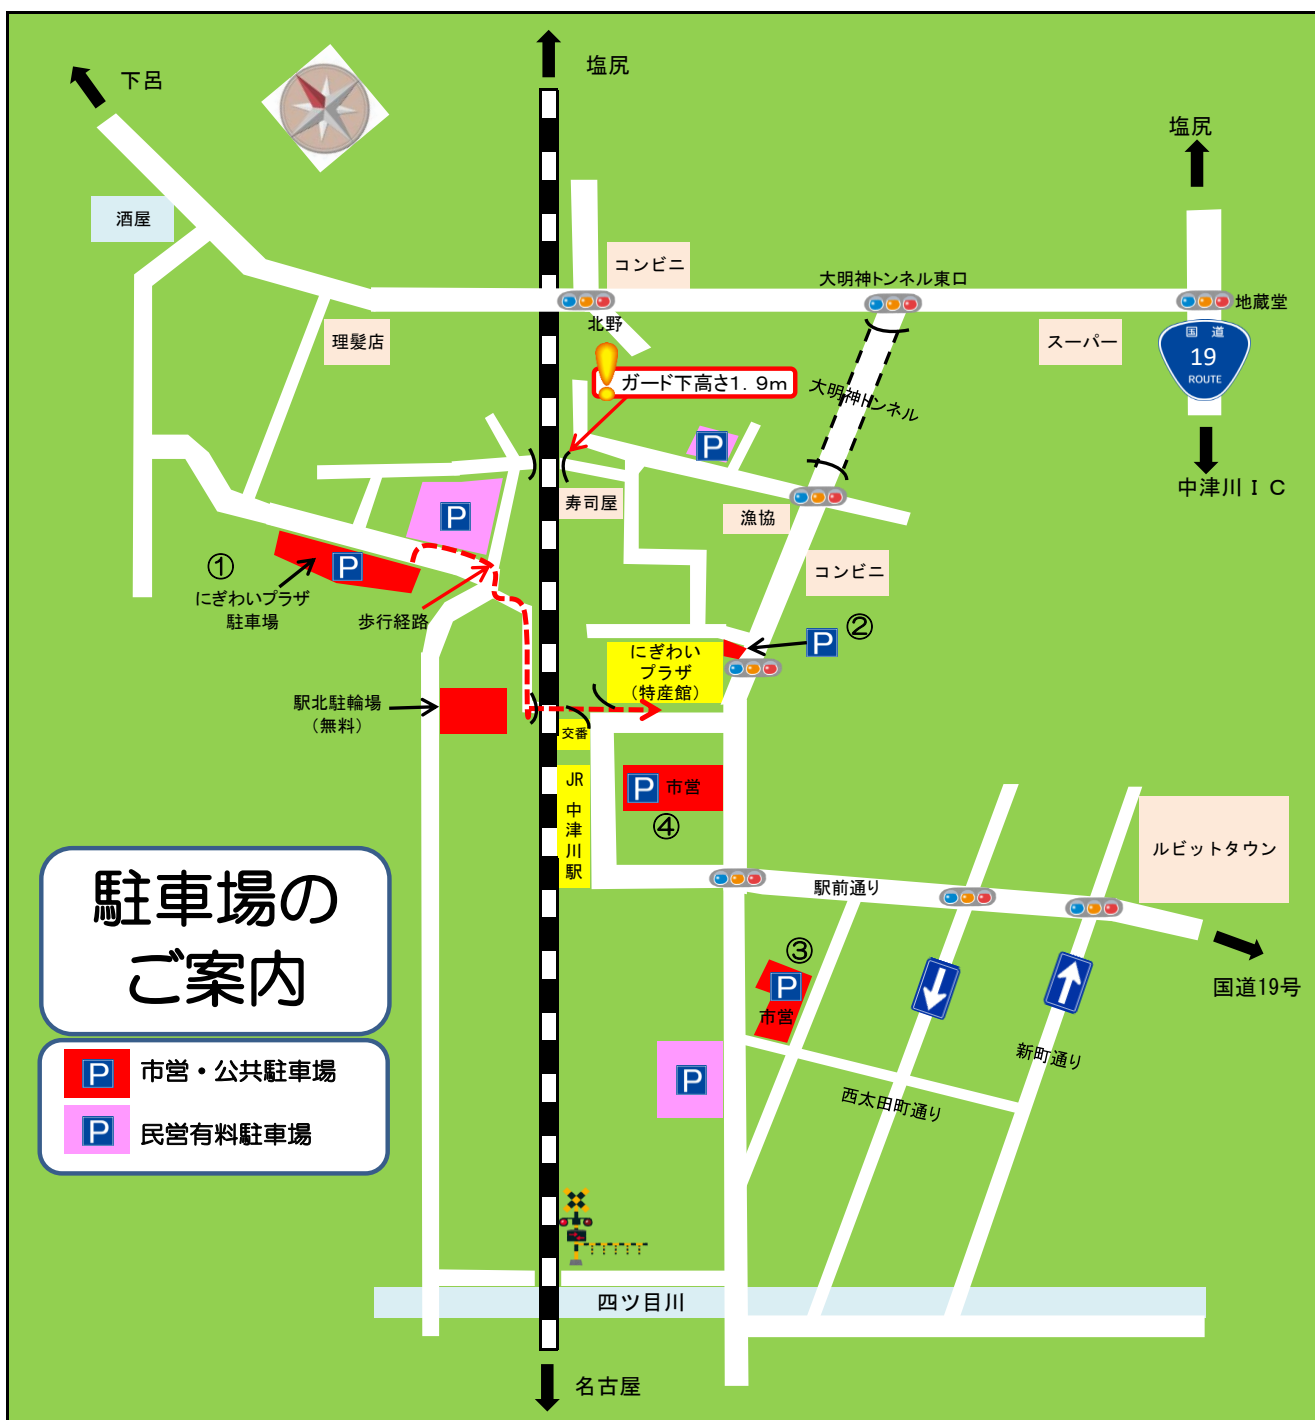 塩尻
下呂
塩尻
酒屋
コンビニ
大明神トンネル東口
地蔵堂
北野
理髪店
スーパー
国 道
19
ROUTE
ガード下高さ1.9m
大明神トンネル
P
中津川IC
寿司屋
P
漁協
コンビニ
①
P
にぎわいプラザ
駐車場
歩行経路
②
P
にぎわい
プラザ
(特産館)
駅北駐輪場
(無料)
交番
JR
中
津
川
駅
P 市営
④
ルビットタウン
駅前通り
駐車場の
ご案内
③
P
市営
国道19号
新町通り
西太田町通り
P
P 市営・公共駐車場
P 民営有料駐車場
四ツ目川
名古屋